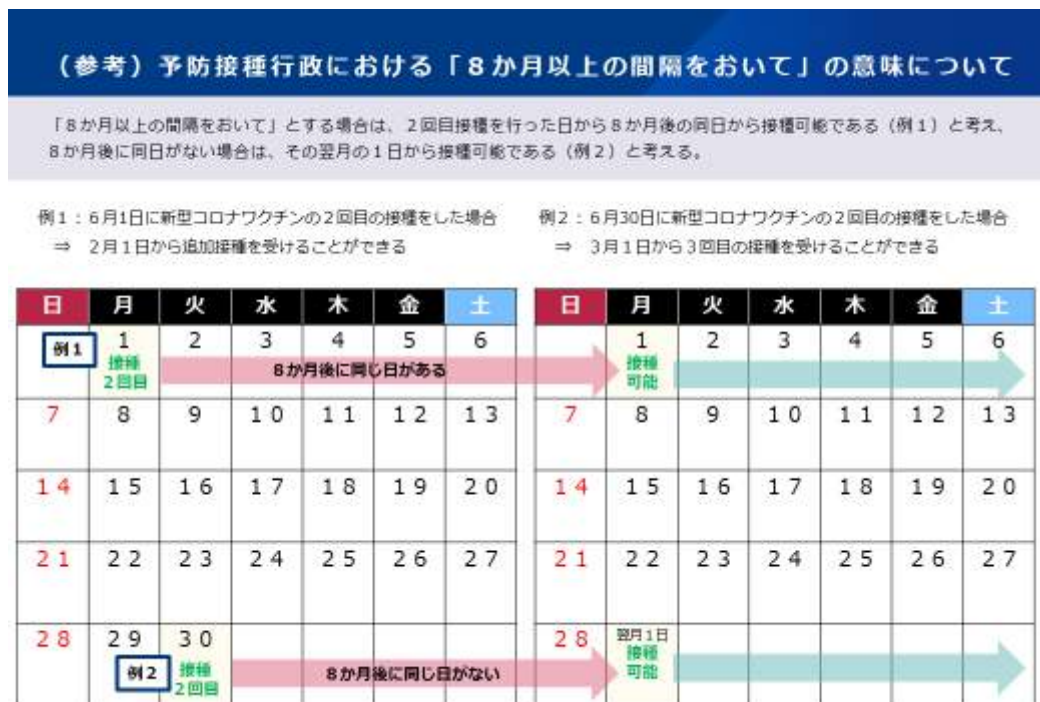 （参考）予防接種行政における「８か月以上の間隔をおいて」の意味について
「８か月以上の間隔をおいて」とする場合は、２回目接種を行った日から８か月後の同日から接種可能である（例１）と考え、
８か月後に同日がない場合は、その翌月の１日から接種可能である（例２）と考える。
例１：６月1日に新型コロナワクチンの２回目の接種をした場合
⇒ ２月１日から追加接種を受けることができる
例２：６月30日に新型コロナワクチンの２回目の接種をした場合
⇒ ３月１日から３回目の接種を受けることができる
日 月 火 水 木 金 土
例1 1 2 3 4 5 6
接種
２回目
８か月後に同じ日がある
7 8 9 10 11 12 13
14 15 16 17 18 19 20
21 22 23 24 25 26 27
28 29 30
例2 接種
２回目
８か月後に同じ日がない
日 月 火 水 木 金 土
1 2 3 4 5 6
接種
可能
7 8 9 10 11 12 13
14 15 16 17 18 19 20
21 22 23 24 25 26 27
28 翌月１日
接種
可能